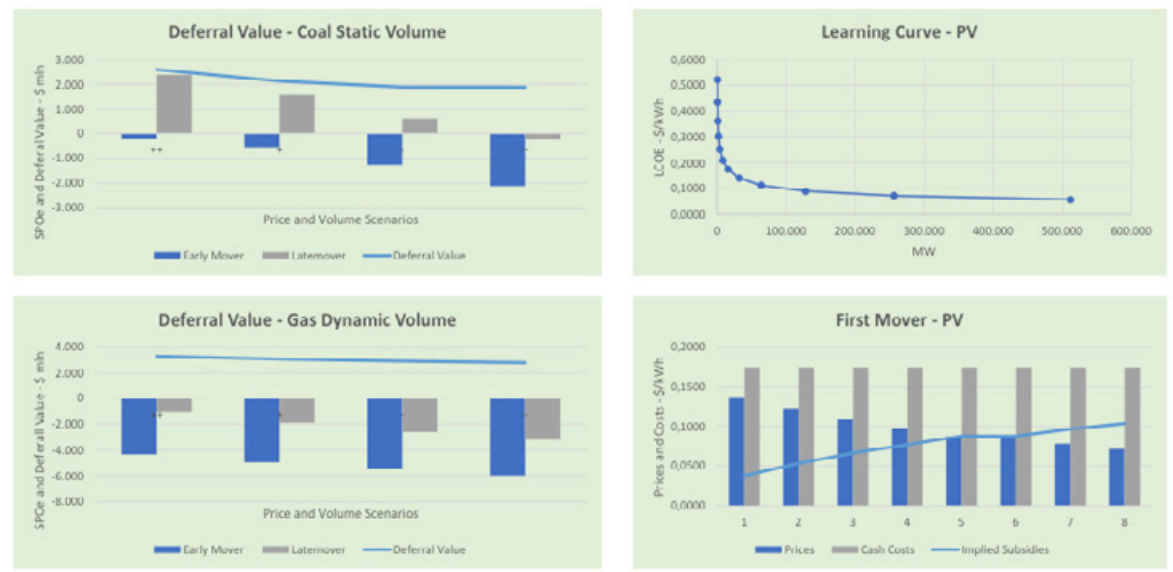 Deferral Value - Coal Static Volume
SPOe and Deferal Value - $ mln
3.000
2.000
1.000
0
-1.000
-2.000
-3.000
++
+
-
Price and Volume Scenarios
Early Mover
Latemover
Deferral Value
Learning Curve - PV
LCOE - $/kWh
0,6000
0,5000
0,4000
0,3000
0,2000
0,1000
0,0000
0
100.000
200.000
300.000
400.000
500.000
600.000
MW
Deferral Value - Gas Dynamic Volume
SPOe and Deferall Value - $ mln
4.000
2.000
0
-2.000
-4.000
-6.000
-8.000
++
+
-
Price and Volume Scenarios
Early Mover
Latemover
Deferral Value
First Mover - PV
Prices and Costs - $/kWh
0,2000
0,1500
0,1000
0,0500
0,0000
1 2 3 4 5 6 7 8
Prices
Cash Costs
Implied Subsidies